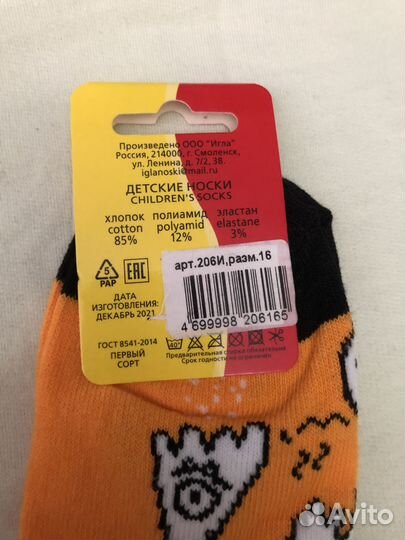 Произведено ООО "Игла"
Россия, 214000, г. Смоленск,
ул. Ленина, д. 7/2, 38.
iglanoski@mail.ru
ДЕТСКИЕ НОСКИ
CHILDREN'S SOCKS
хлопок полиамид эластан
cotton polyamid elastane
85% 12% 3%
арт.206И,разм.16
5
PAP
EAC
ДАТА
ИЗГОТОВЛЕНИЯ:
ДЕКАБРЬ 2021
4 699998 206165
ГОСТ 8541-2014
ПЕРВЫЙ
СОРТ
40°
Предварительная стирка обязательна
Срок годности не ограничен
Avito